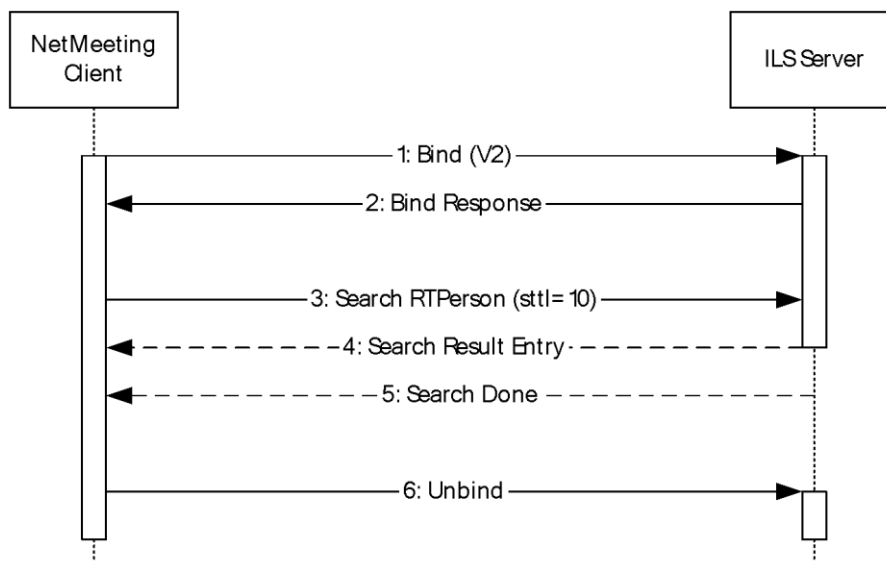 NetMeeting
Client
ILS Server
1: Bind (V2)
2: Bind Response
3: Search RTPerson (sttl=10)
4: Search Result Entry
5: Search Done
6: Unbind